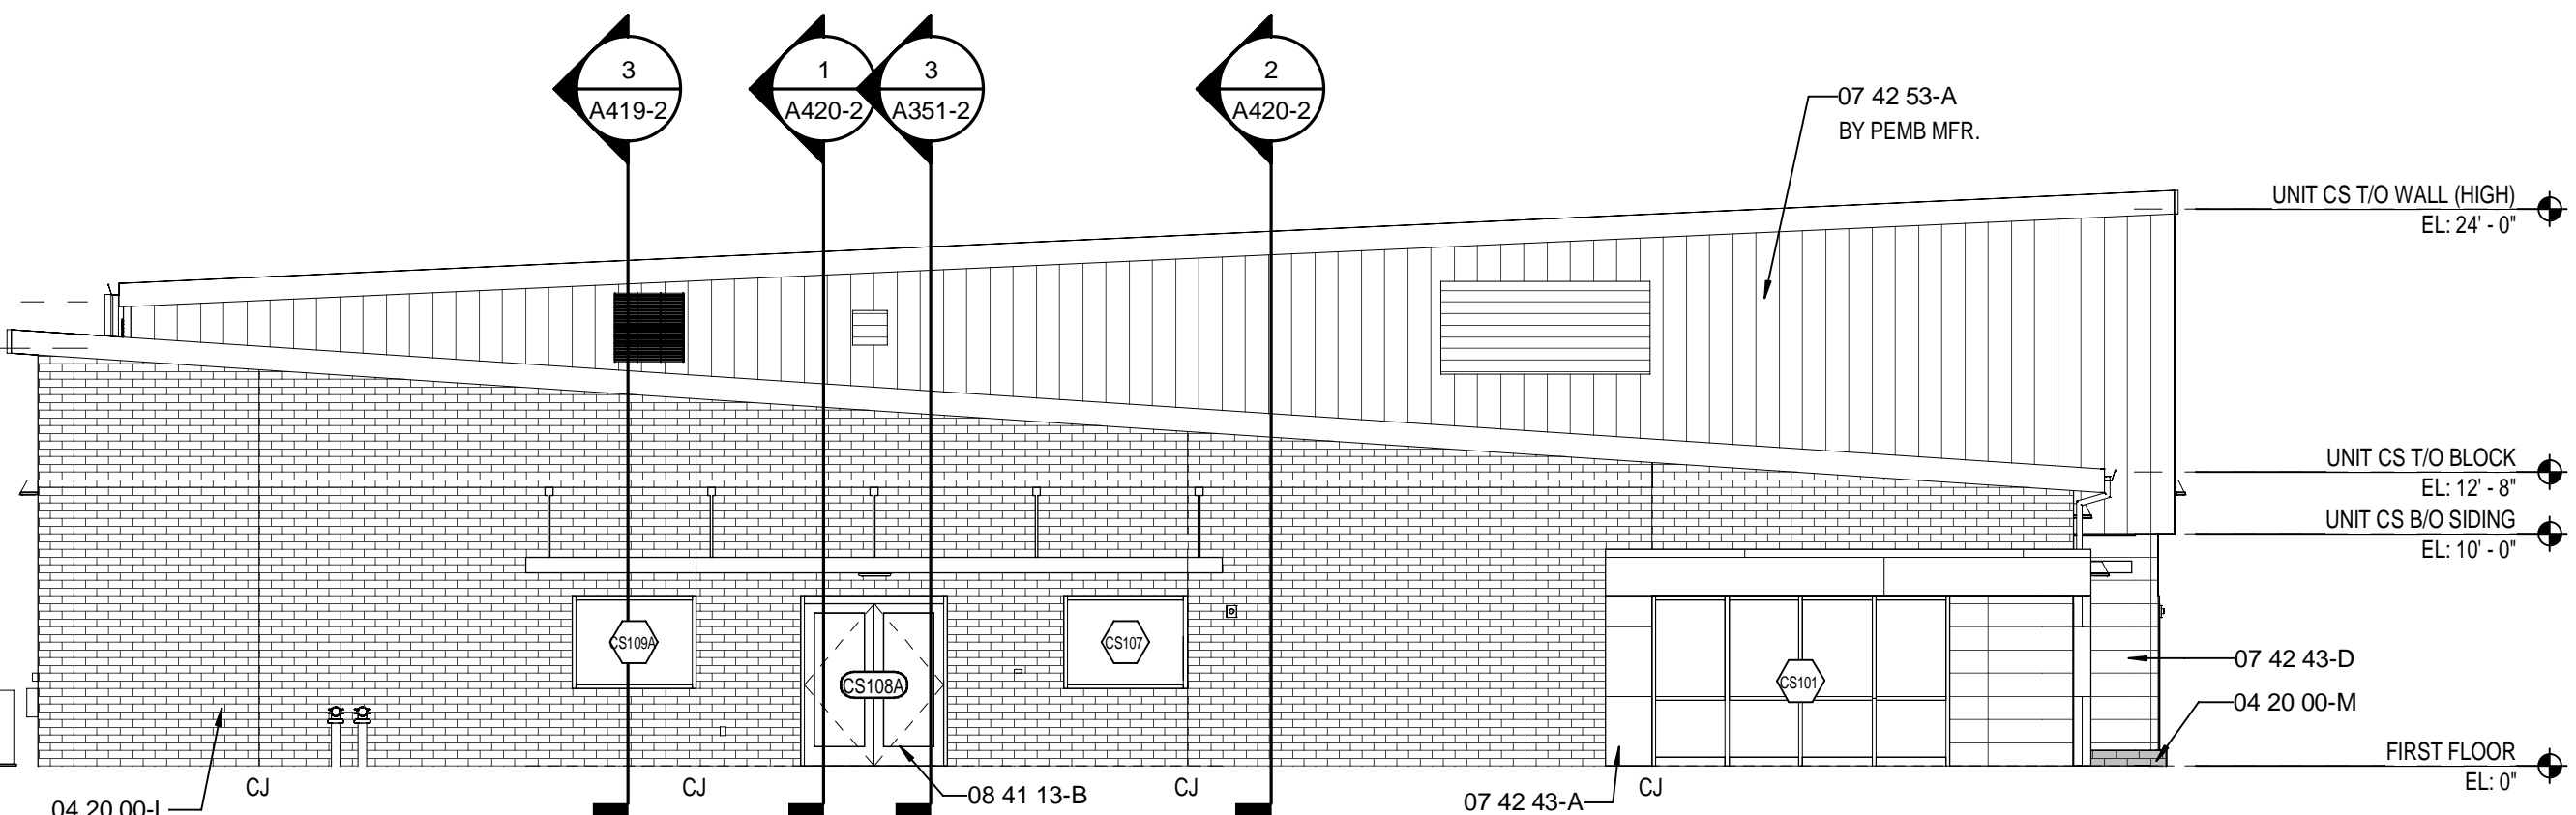 3
A419-2
1
A420-2
3
A351-2
2
A420-2
07 42 53-A
BY PEMB MFR.
UNIT CS T/O WALL (HIGH)
EL: 24' - 0"
UNIT CS T/O BLOCK
EL: 12' - 8"
UNIT CS B/O SIDING
EL: 10' - 0"
CS109A
CS108A
CS107
CS101
07 42 43-D
04 20 00-M
FIRST FLOOR
EL: 0"
CJ
CJ
CJ
CJ
08 41 13-B
07 42 43-A
04 20 00-